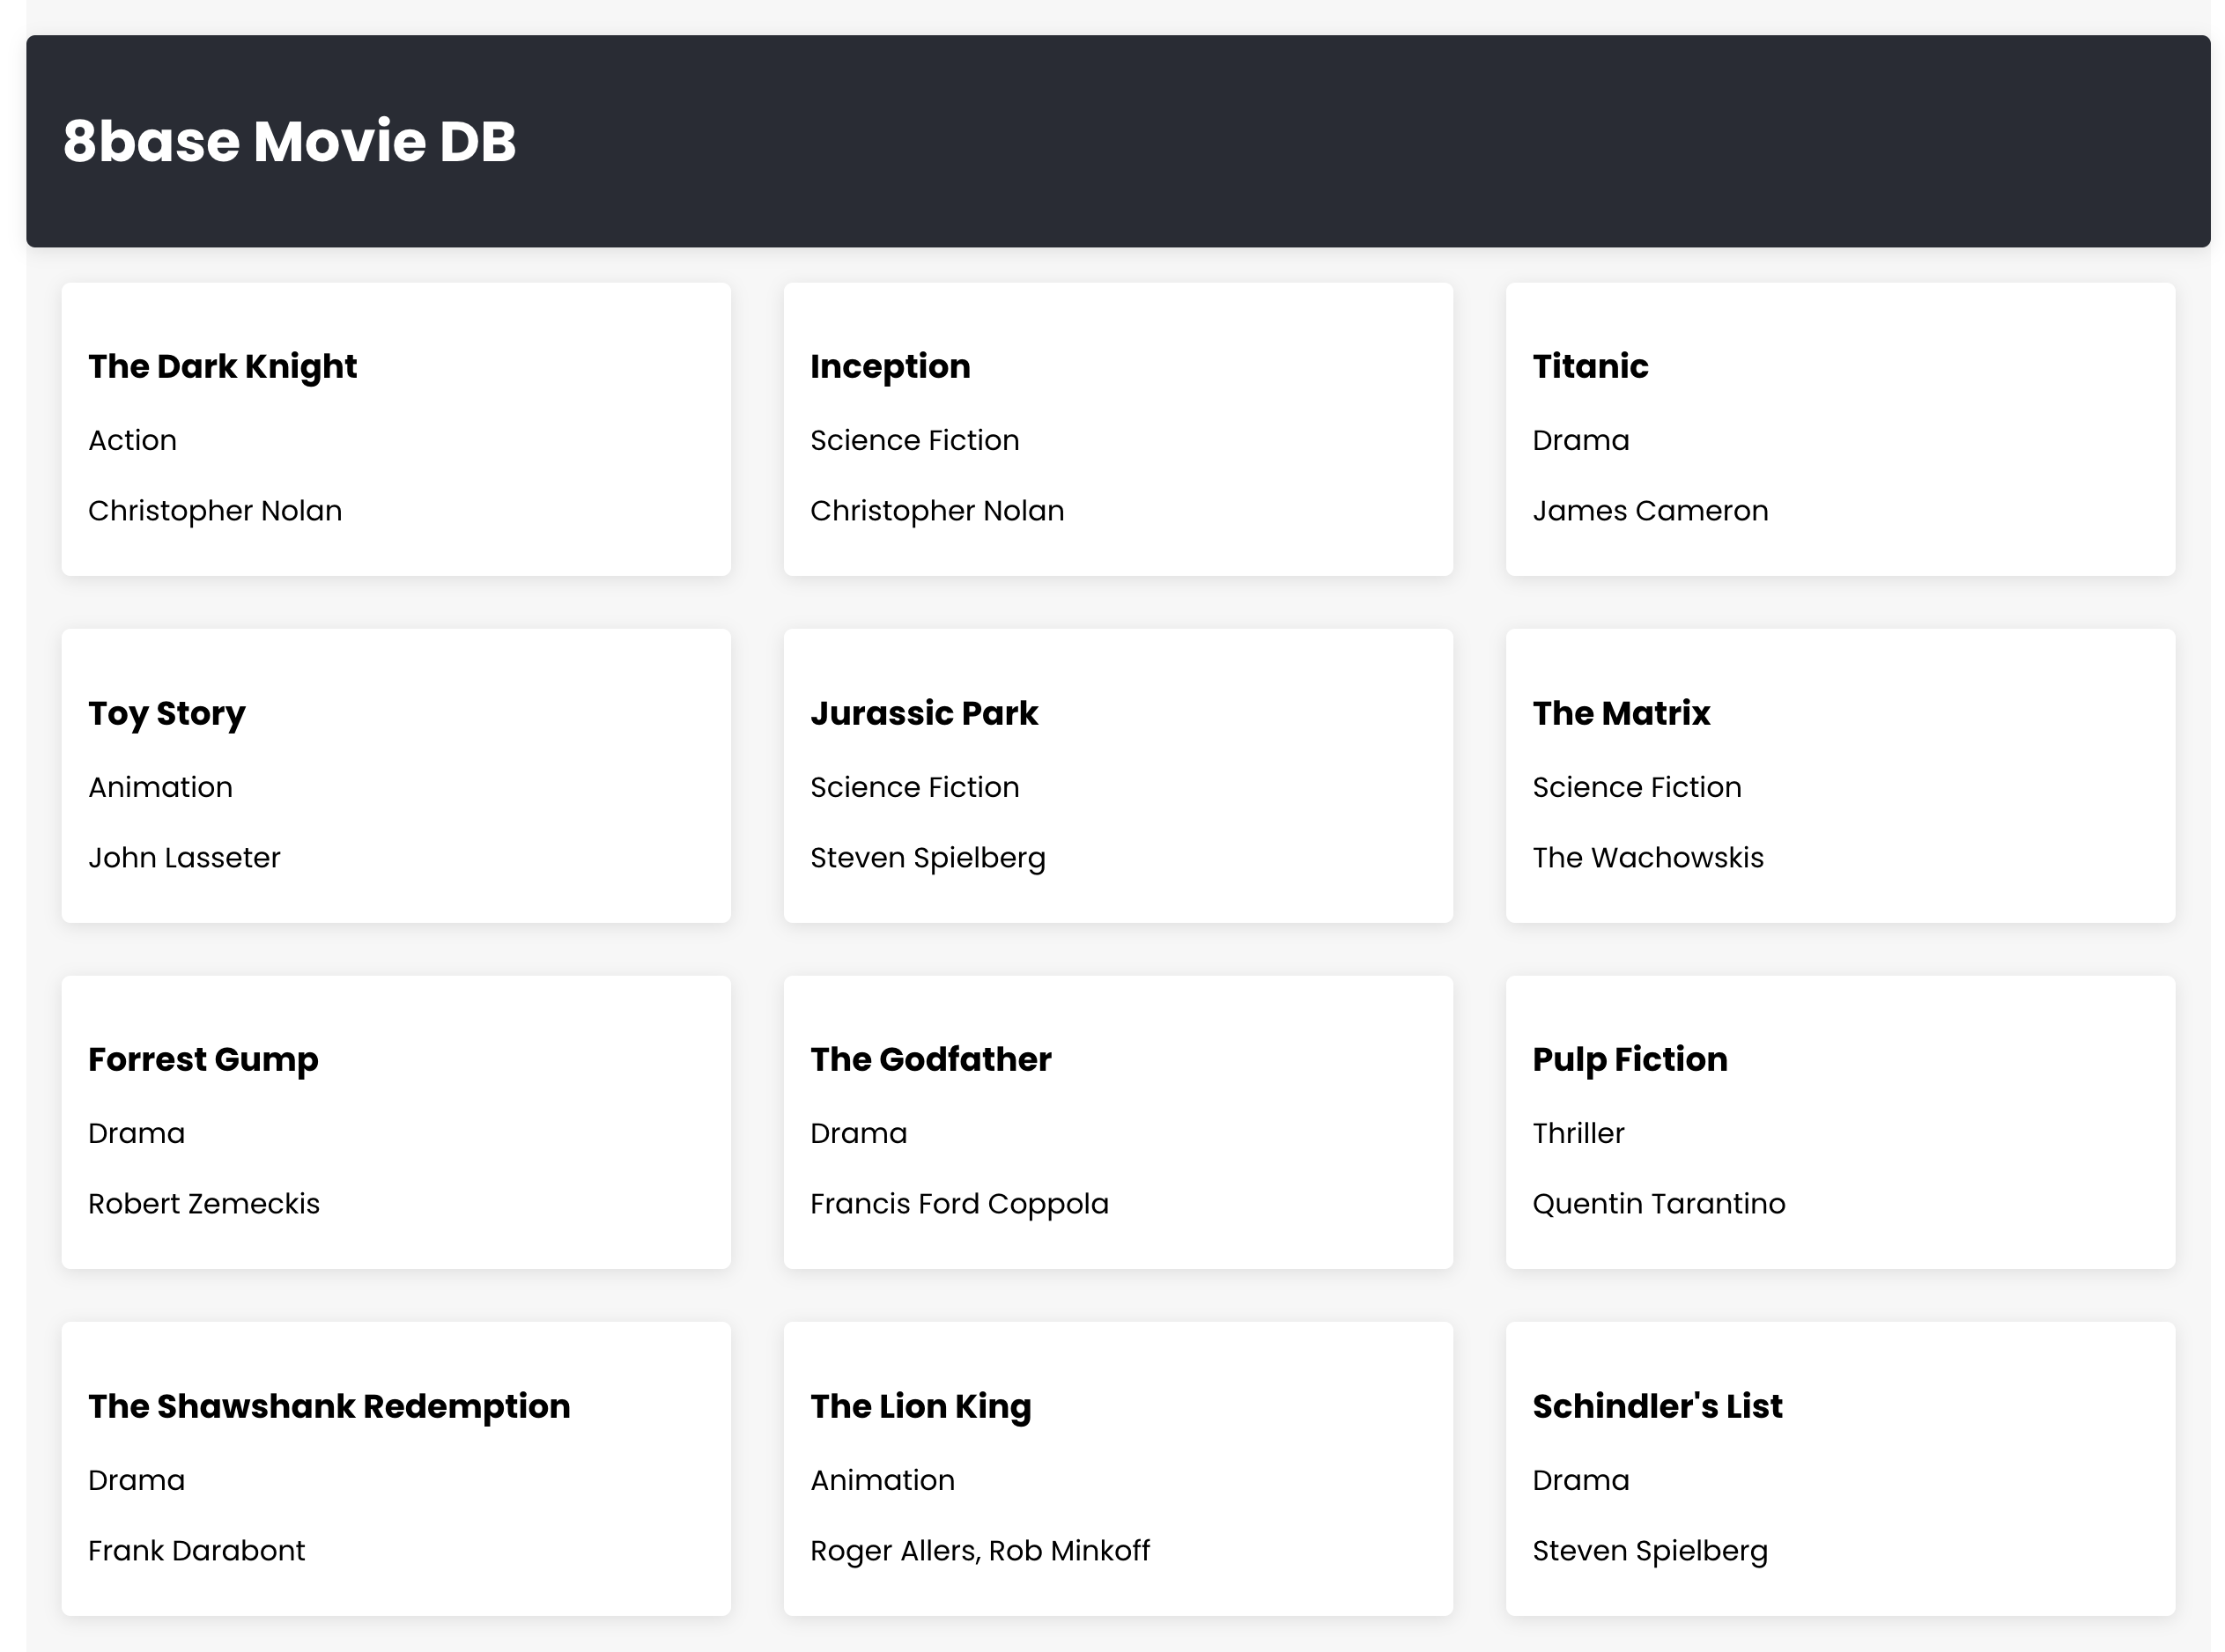 8base Movie DB
The Dark Knight
Action
Christopher Nolan
Inception
Science Fiction
Christopher Nolan
Titanic
Drama
James Cameron
Toy Story
Animation
John Lasseter
Jurassic Park
Science Fiction
Steven Spielberg
The Matrix
Science Fiction
The Wachowskis
Forrest Gump
Drama
Robert Zemeckis
The Godfather
Drama
Francis Ford Coppola
Pulp Fiction
Thriller
Quentin Tarantino
The Shawshank Redemption
Drama
Frank Darabont
The Lion King
Animation
Roger Allers, Rob Minkoff
Schindler's List
Drama
Steven Spielberg